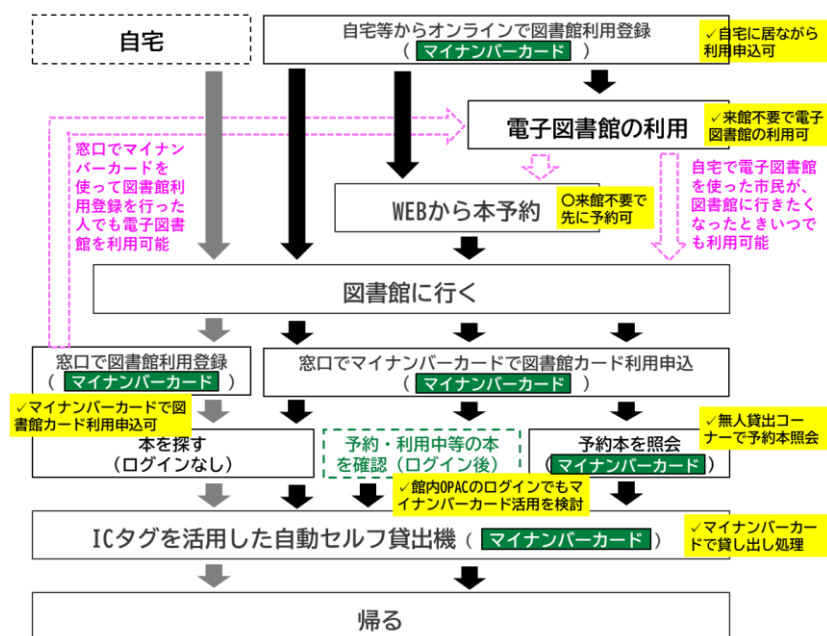 自宅
自宅等からオンラインで図書館利用登録
( マイナンバーカード )
✓自宅に居ながら
利用申込可
電子図書館の利用
✓来館不要で電子
図書館の利用可
窓口でマイナン
バーカードを
使って図書館利
用登録を行った
人でも電子図書
館を利用可能
自宅で電子図書館
を使った市民が、
図書館に行きたく
なったときいつで
も利用可能
WEBから本予約
〇来館不要で
先に予約可
図書館に行く
窓口で図書館利用登録
( マイナンバーカード )
窓口でマイナンバーカードで図書館カード利用申込
( マイナンバーカード )
✓マイナンバーカードで図
書館カード利用申込可
✓無人貸出コー
ナーで予約本照会
本を探す
(ログインなし)
予約・利用中等の本
を確認(ログイン後)
予約本を照会
(マイナンバーカード)
✓館内OPACのログインでもマ
イナンバーカード活用を検討
ICタグを活用した自動セルフ貸出機( マイナンバーカード )
✓マイナンバーカー
ドで貸し出し処理
帰る